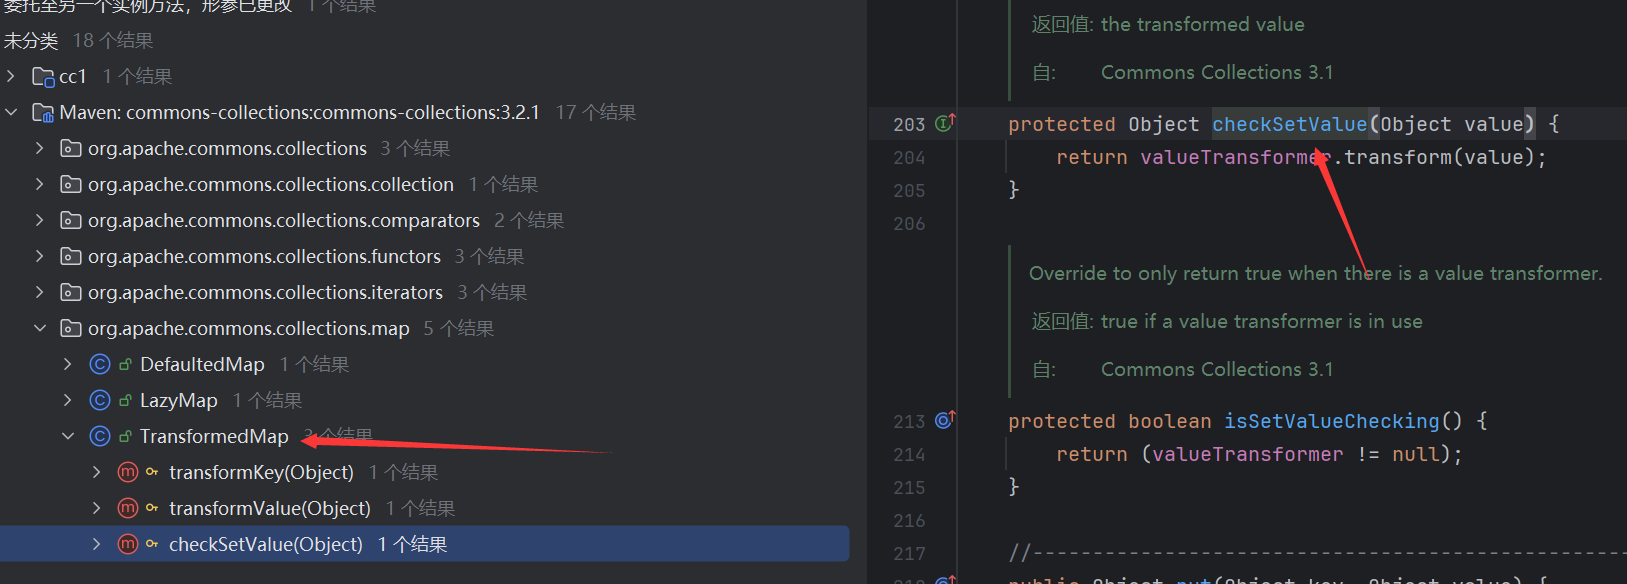 委托至另一个实例方法，形参已更改 1 个结果
未分类 18 个结果
cc1 1 个结果
Maven: commons-collections:commons-collections:3.2.1 17 个结果
org.apache.commons.collections 3 个结果
org.apache.commons.collections.collection 1 个结果
org.apache.commons.collections.comparators 2 个结果
org.apache.commons.collections.functors 3 个结果
org.apache.commons.collections.iterators 3 个结果
org.apache.commons.collections.map 5 个结果
DefaultedMap 1 个结果
LazyMap 1 个结果
TransformedMap 3 个结果
transformKey(Object) 1 个结果
transformValue(Object) 1 个结果
checkSetValue(Object) 1 个结果
返回值: the transformed value
自: Commons Collections 3.1
203 protected Object checkSetValue(Object value) {
204 return valueTransformer.transform(value);
205 }
206
Override to only return true when there is a value transformer.
返回值: true if a value transformer is in use
自: Commons Collections 3.1
213 protected boolean isSetValueChecking() {
214 return (valueTransformer != null);
215 }
216
217 //-----------------------------------------------------
218 public Object put(Object key, Object value) {